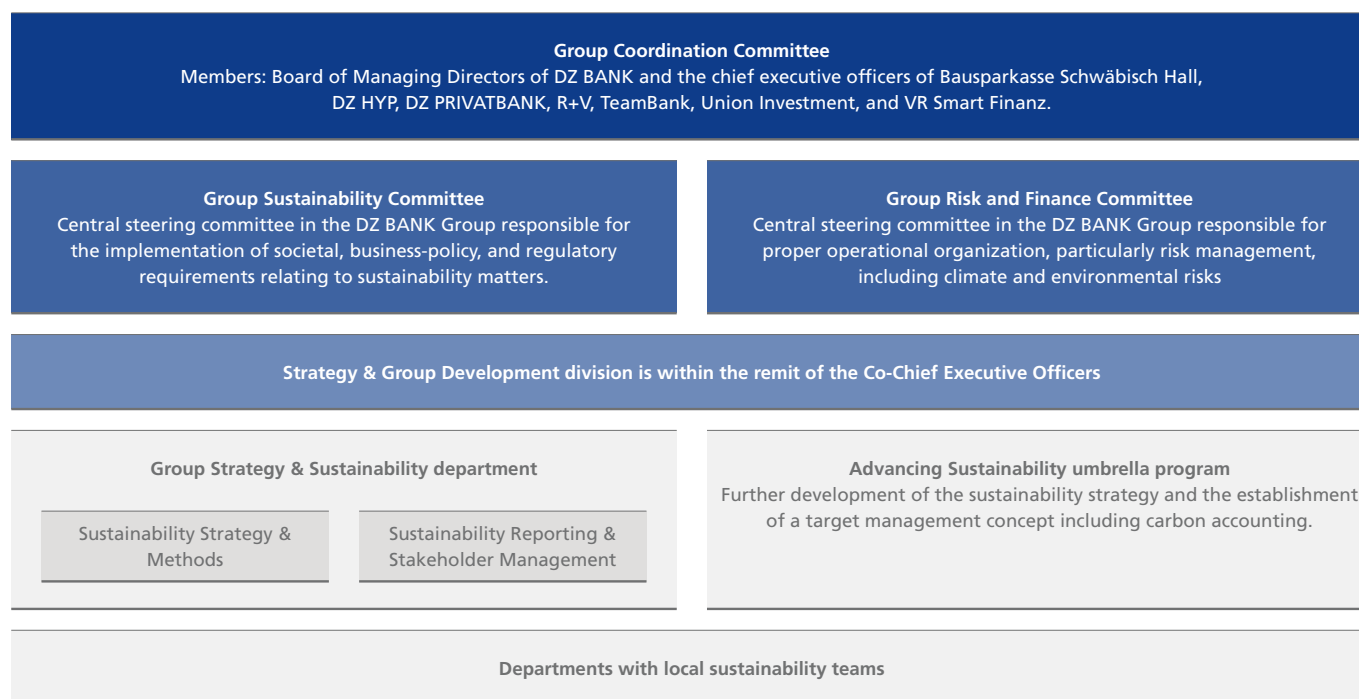 Group Coordination Committee
Members: Board of Managing Directors of DZ BANK and the chief executive officers of Bausparkasse Schwäbisch Hall,
DZ HYP, DZ PRIVATBANK, R+V, TeamBank, Union Investment, and VR Smart Finanz.
Group Sustainability Committee
Central steering committee in the DZ BANK Group responsible for
the implementation of societal, business-policy, and regulatory
requirements relating to sustainability matters.
Group Risk and Finance Committee
Central steering committee in the DZ BANK Group responsible for
proper operational organization, particularly risk management,
including climate and environmental risks
Strategy & Group Development division is within the remit of the Co-Chief Executive Officers
Group Strategy & Sustainability department
Sustainability Strategy &
Methods
Sustainability Reporting &
Stakeholder Management
Advancing Sustainability umbrella program
Further development of the sustainability strategy and the establishment
of a target management concept including carbon accounting.
Departments with local sustainability teams